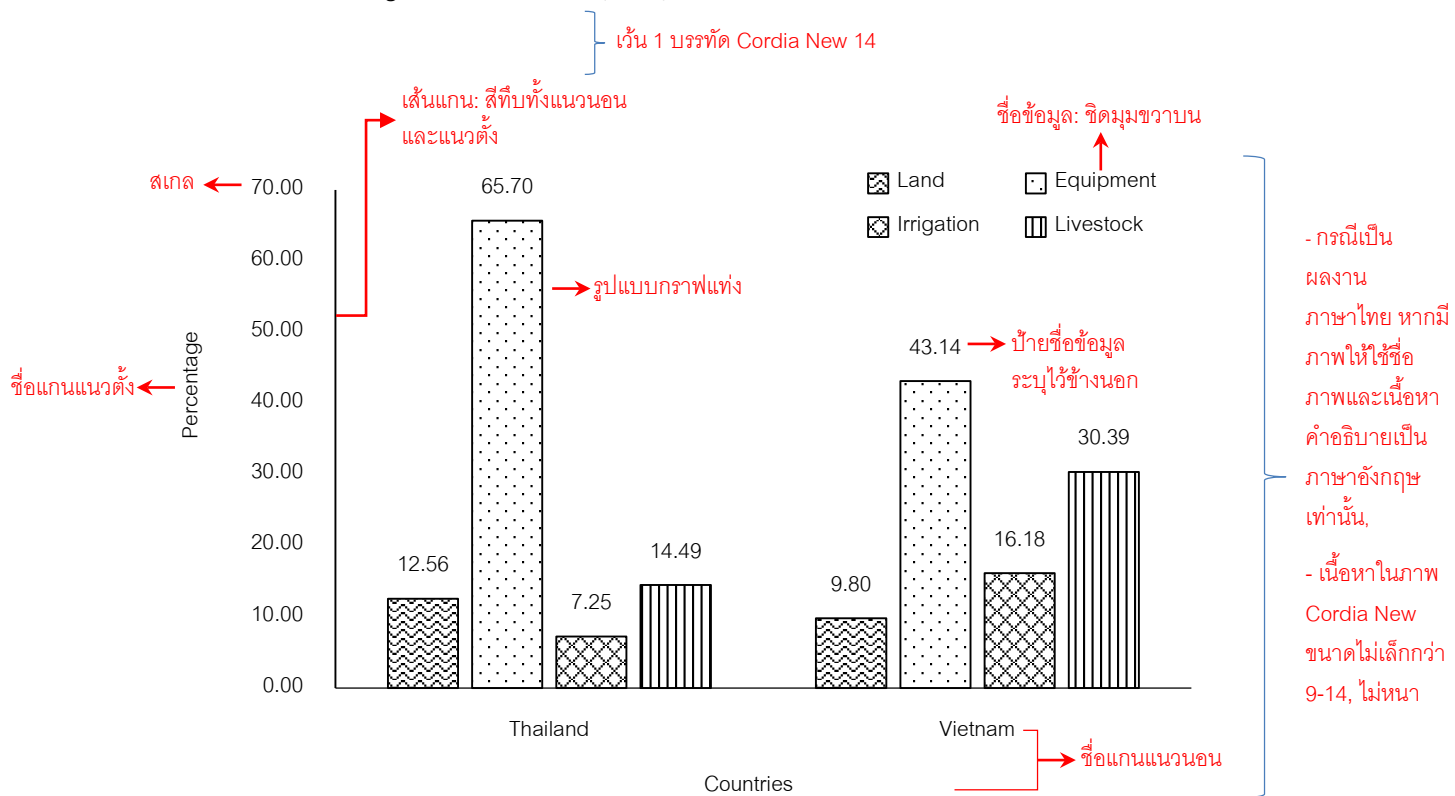 เว้น 1 บรรทัด Cordia New 14
เส้นแกน: สีทึบทั้งแนวนอน
และแนวตั้ง
ชื่อข้อมูล: ชิดมุมขวาบน
สเกล
70.00
60.00
50.00
40.00
30.00
20.00
10.00
0.00
ชื่อแกนแนวตั้ง
Percentage
65.70
Land
Equipment
Irrigation
Livestock
รูปแบบกราฟแท่ง
43.14
ป้ายชื่อข้อมูล
ระบุไว้ข้างนอก
30.39
12.56
14.49
7.25
9.80
16.18
Thailand
Vietnam
Countries
ชื่อแกนแนวนอน
- กรณีเป็น
ผลงาน
ภาษาไทย หากมี
ภาพให้ใช้ชื่อ
ภาพและเนื้อหา
คำอธิบายเป็น
ภาษาอังกฤษ
เท่านั้น,
- เนื้อหาในภาพ
Cordia New
ขนาดไม่เล็กกว่า
9-14, ไม่หนา